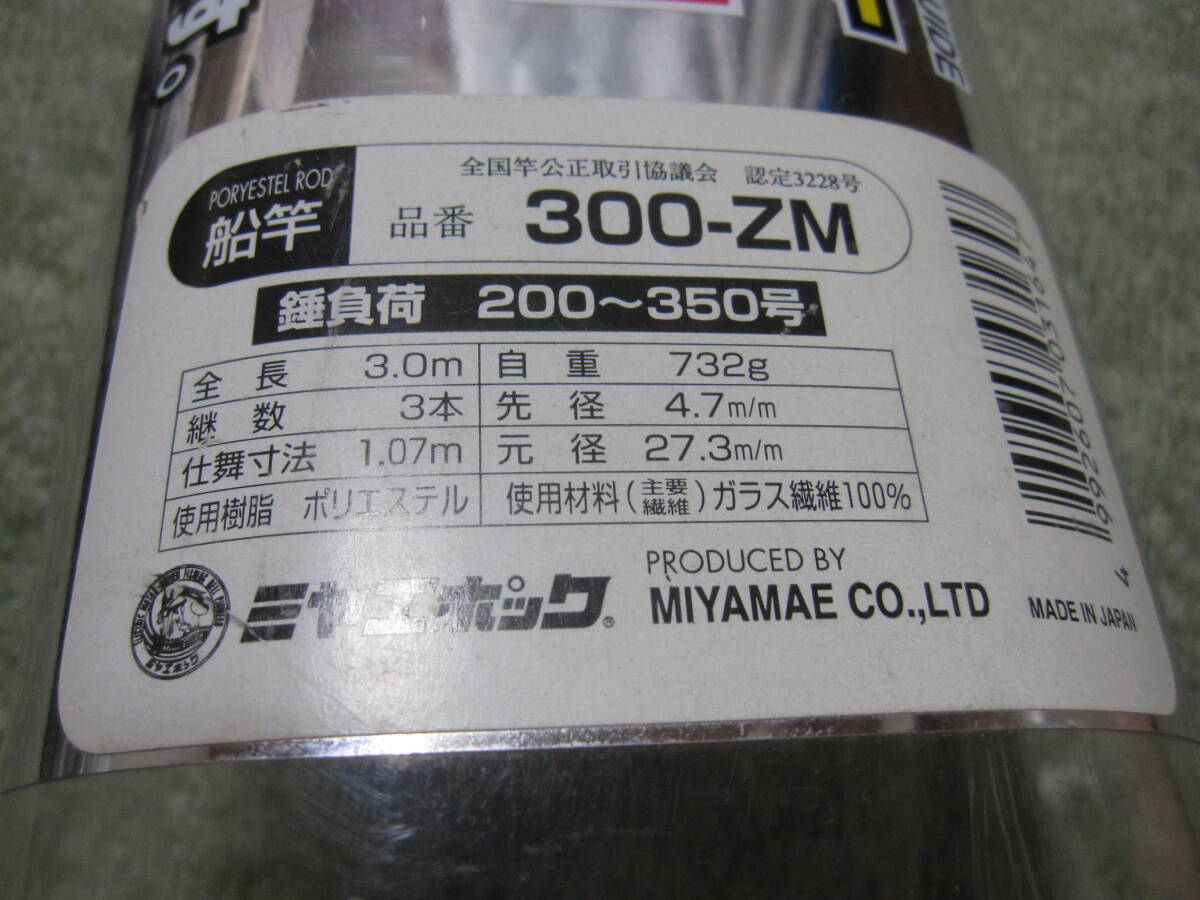 す。
PORYESTEL ROD
船竿
全国竿公正取引協議会 認定3228号
品番 300-ZM
錘負荷 200〜350号
全長 3.0m 自重 732g
継数 3本 先径 4.7m/m
仕舞寸法 1.07m 元径 27.3m/m
使用樹脂 ポリエステル 使用材料(主要繊維)ガラス繊維100%
ミヤエポック®
PRODUCED BY
MIYAMAE CO.,LTD
MADE IN JAPAN
4